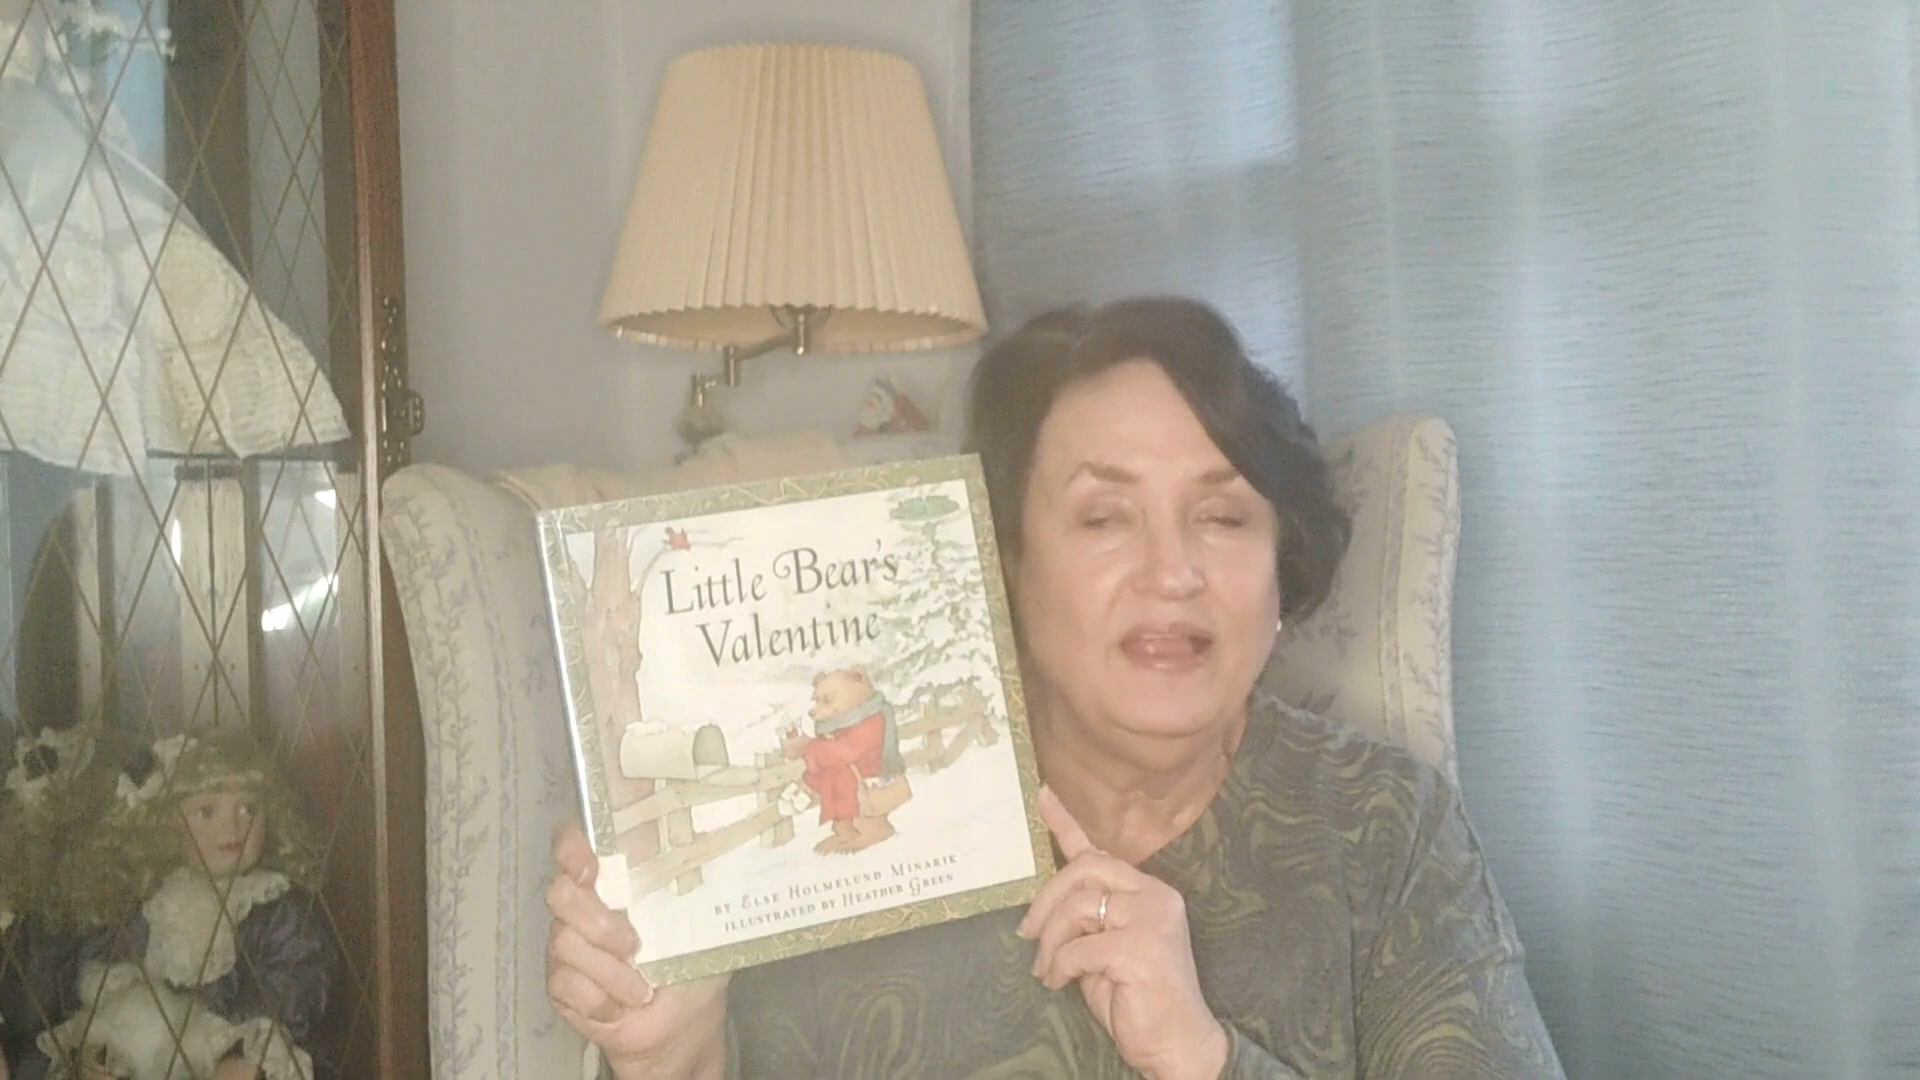 Little Bear's
Valentine
BY ELSE HOLMELUND MINARIK
ILLUSTRATED BY HEATHER GREEN